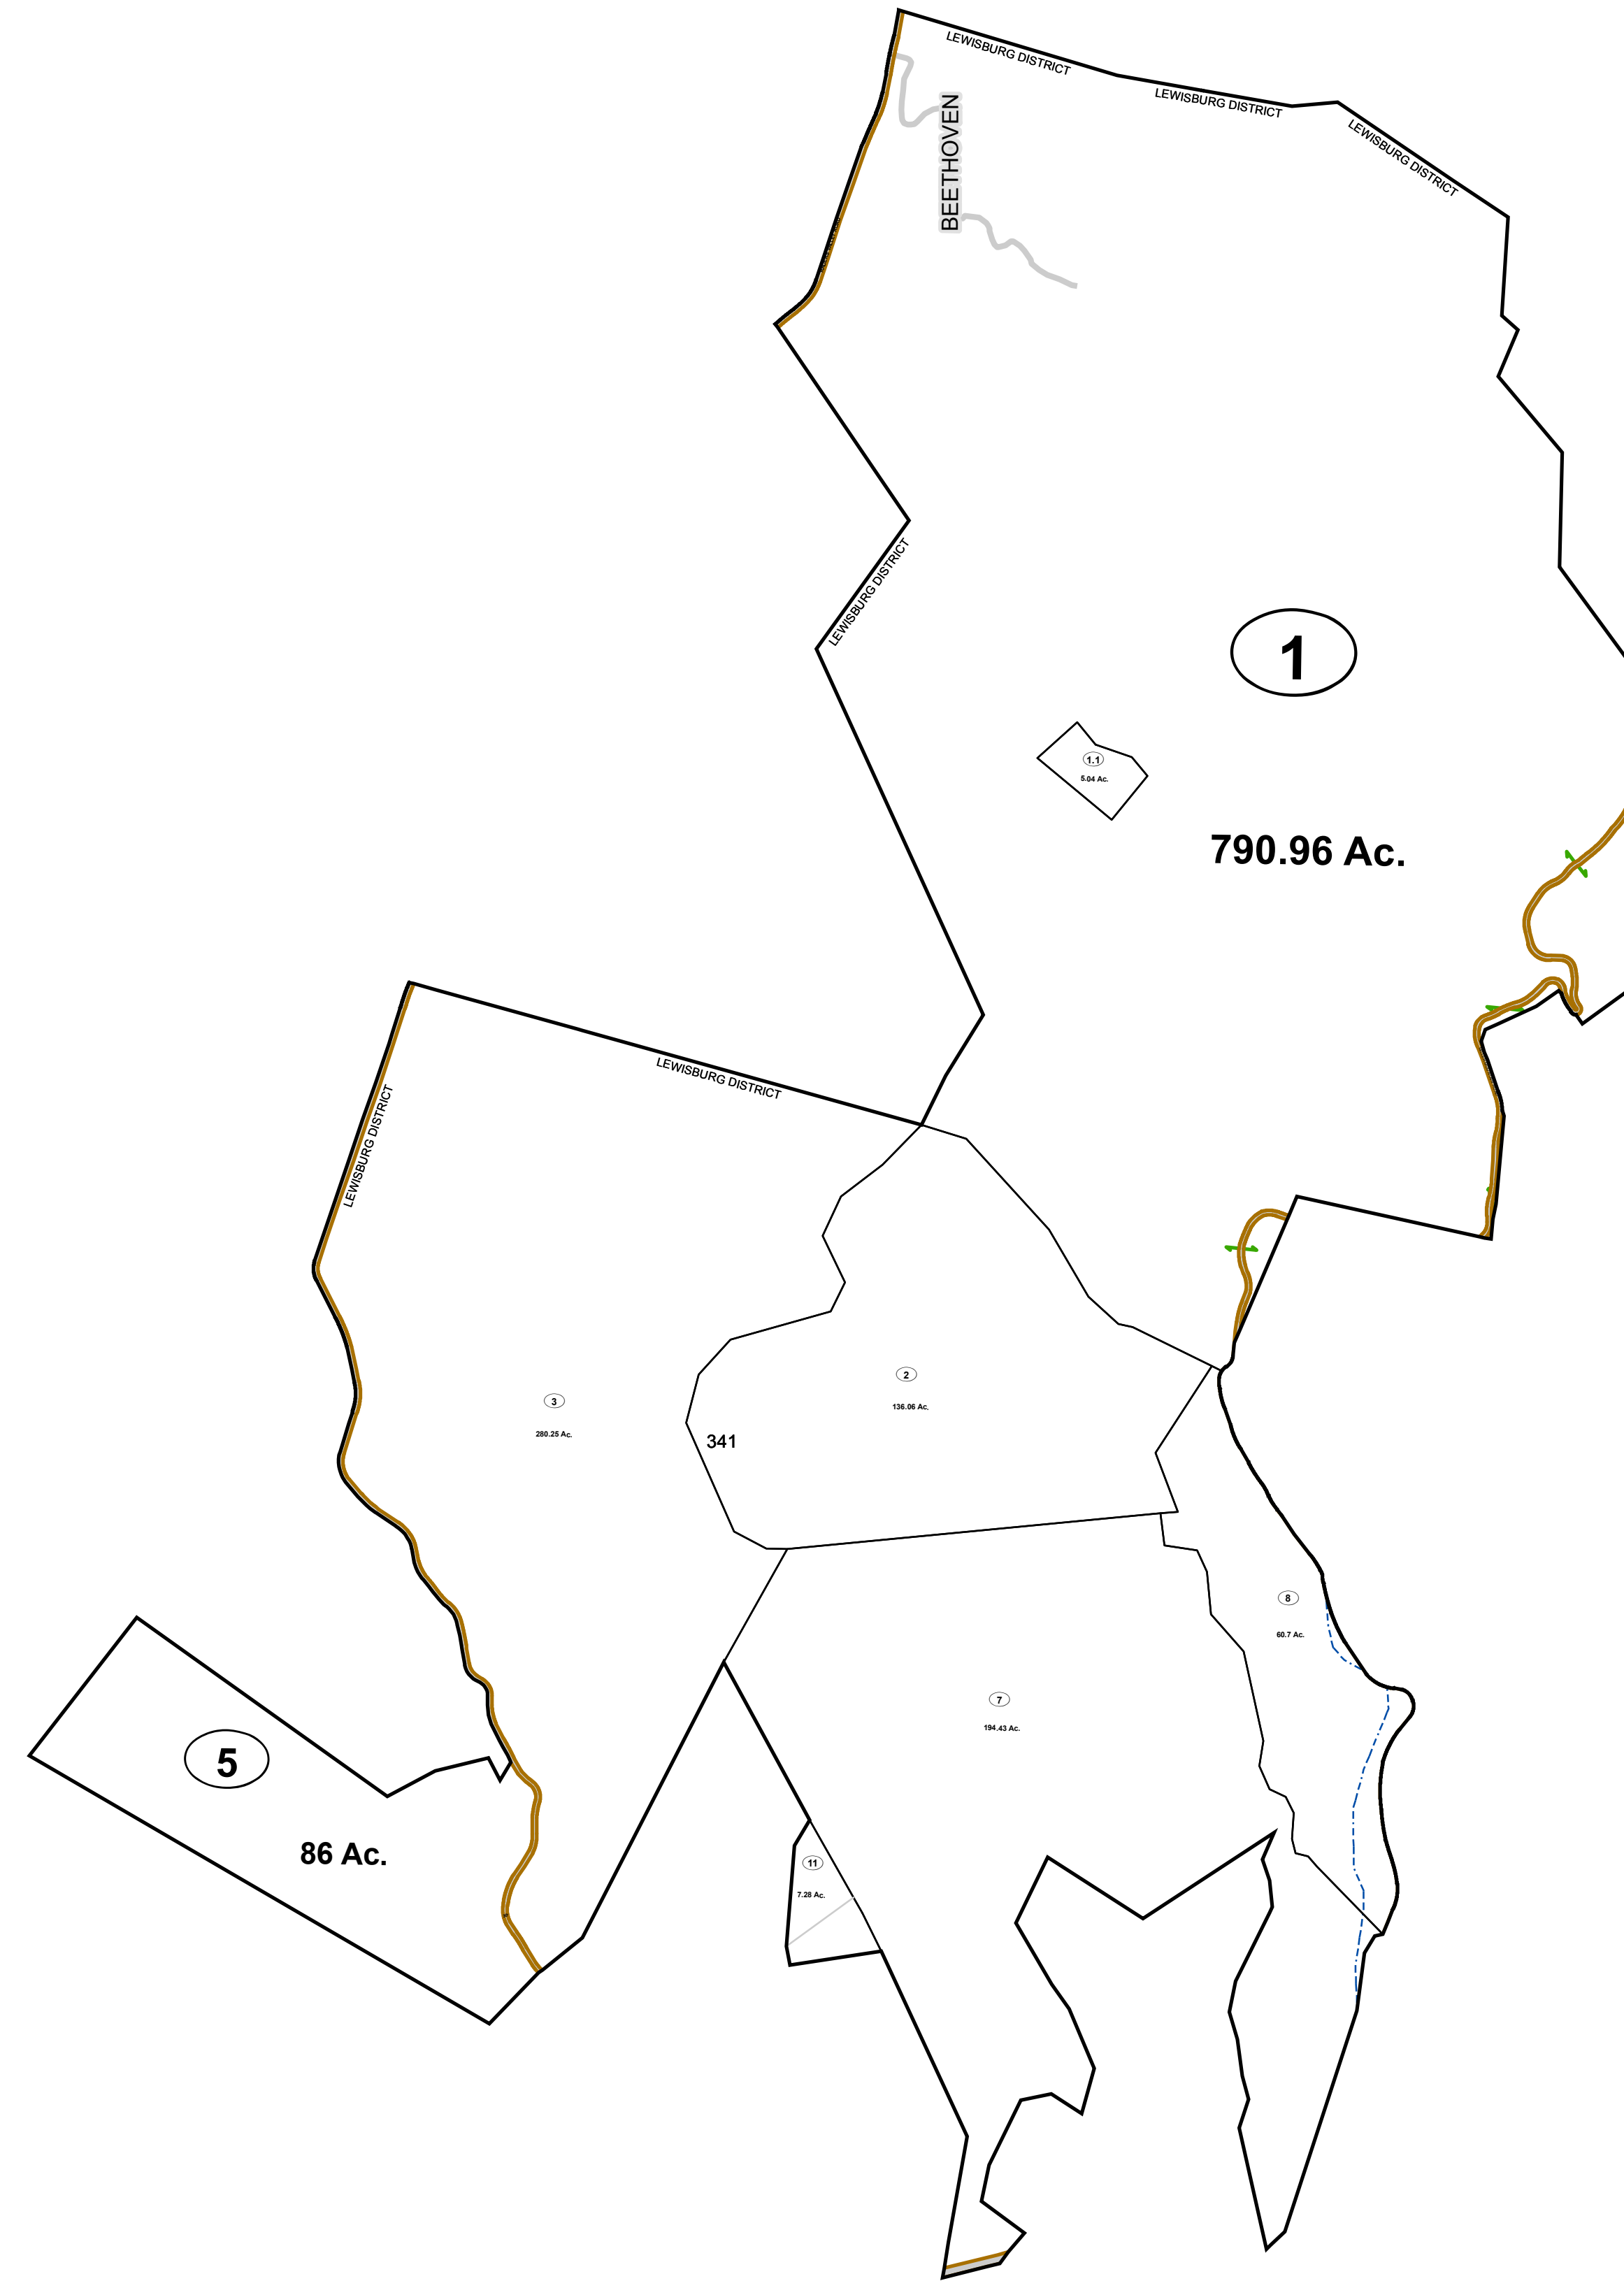 LEWISBURG DISTRICT
LEWISBURG DISTRICT
LEWISBURG DISTRICT
BEETHOVEN
LEWISBURG DISTRICT
1
1.1
5.04 Ac.
790.96 Ac.
LEWISBURG DISTRICT
LEWISBURG DISTRICT
2
136.06 Ac.
3
280.25 Ac.
341
8
60.7 Ac.
7
194.43 Ac.
5
86 Ac.
11
7.28 Ac.